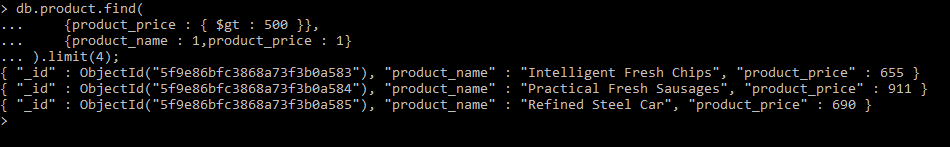 > db.product.find(
...     {product_price : { $gt : 500 }},
...     {product_name : 1,product_price : 1}
... ).limit(4);
{ "_id" : ObjectId("5f9e86bfc3868a73f3b0a583"), "product_name" : "Intelligent Fresh Chips", "product_price" : 655 }
{ "_id" : ObjectId("5f9e86bfc3868a73f3b0a584"), "product_name" : "Practical Fresh Sausages", "product_price" : 911 }
{ "_id" : ObjectId("5f9e86bfc3868a73f3b0a585"), "product_name" : "Refined Steel Car", "product_price" : 690 }
>